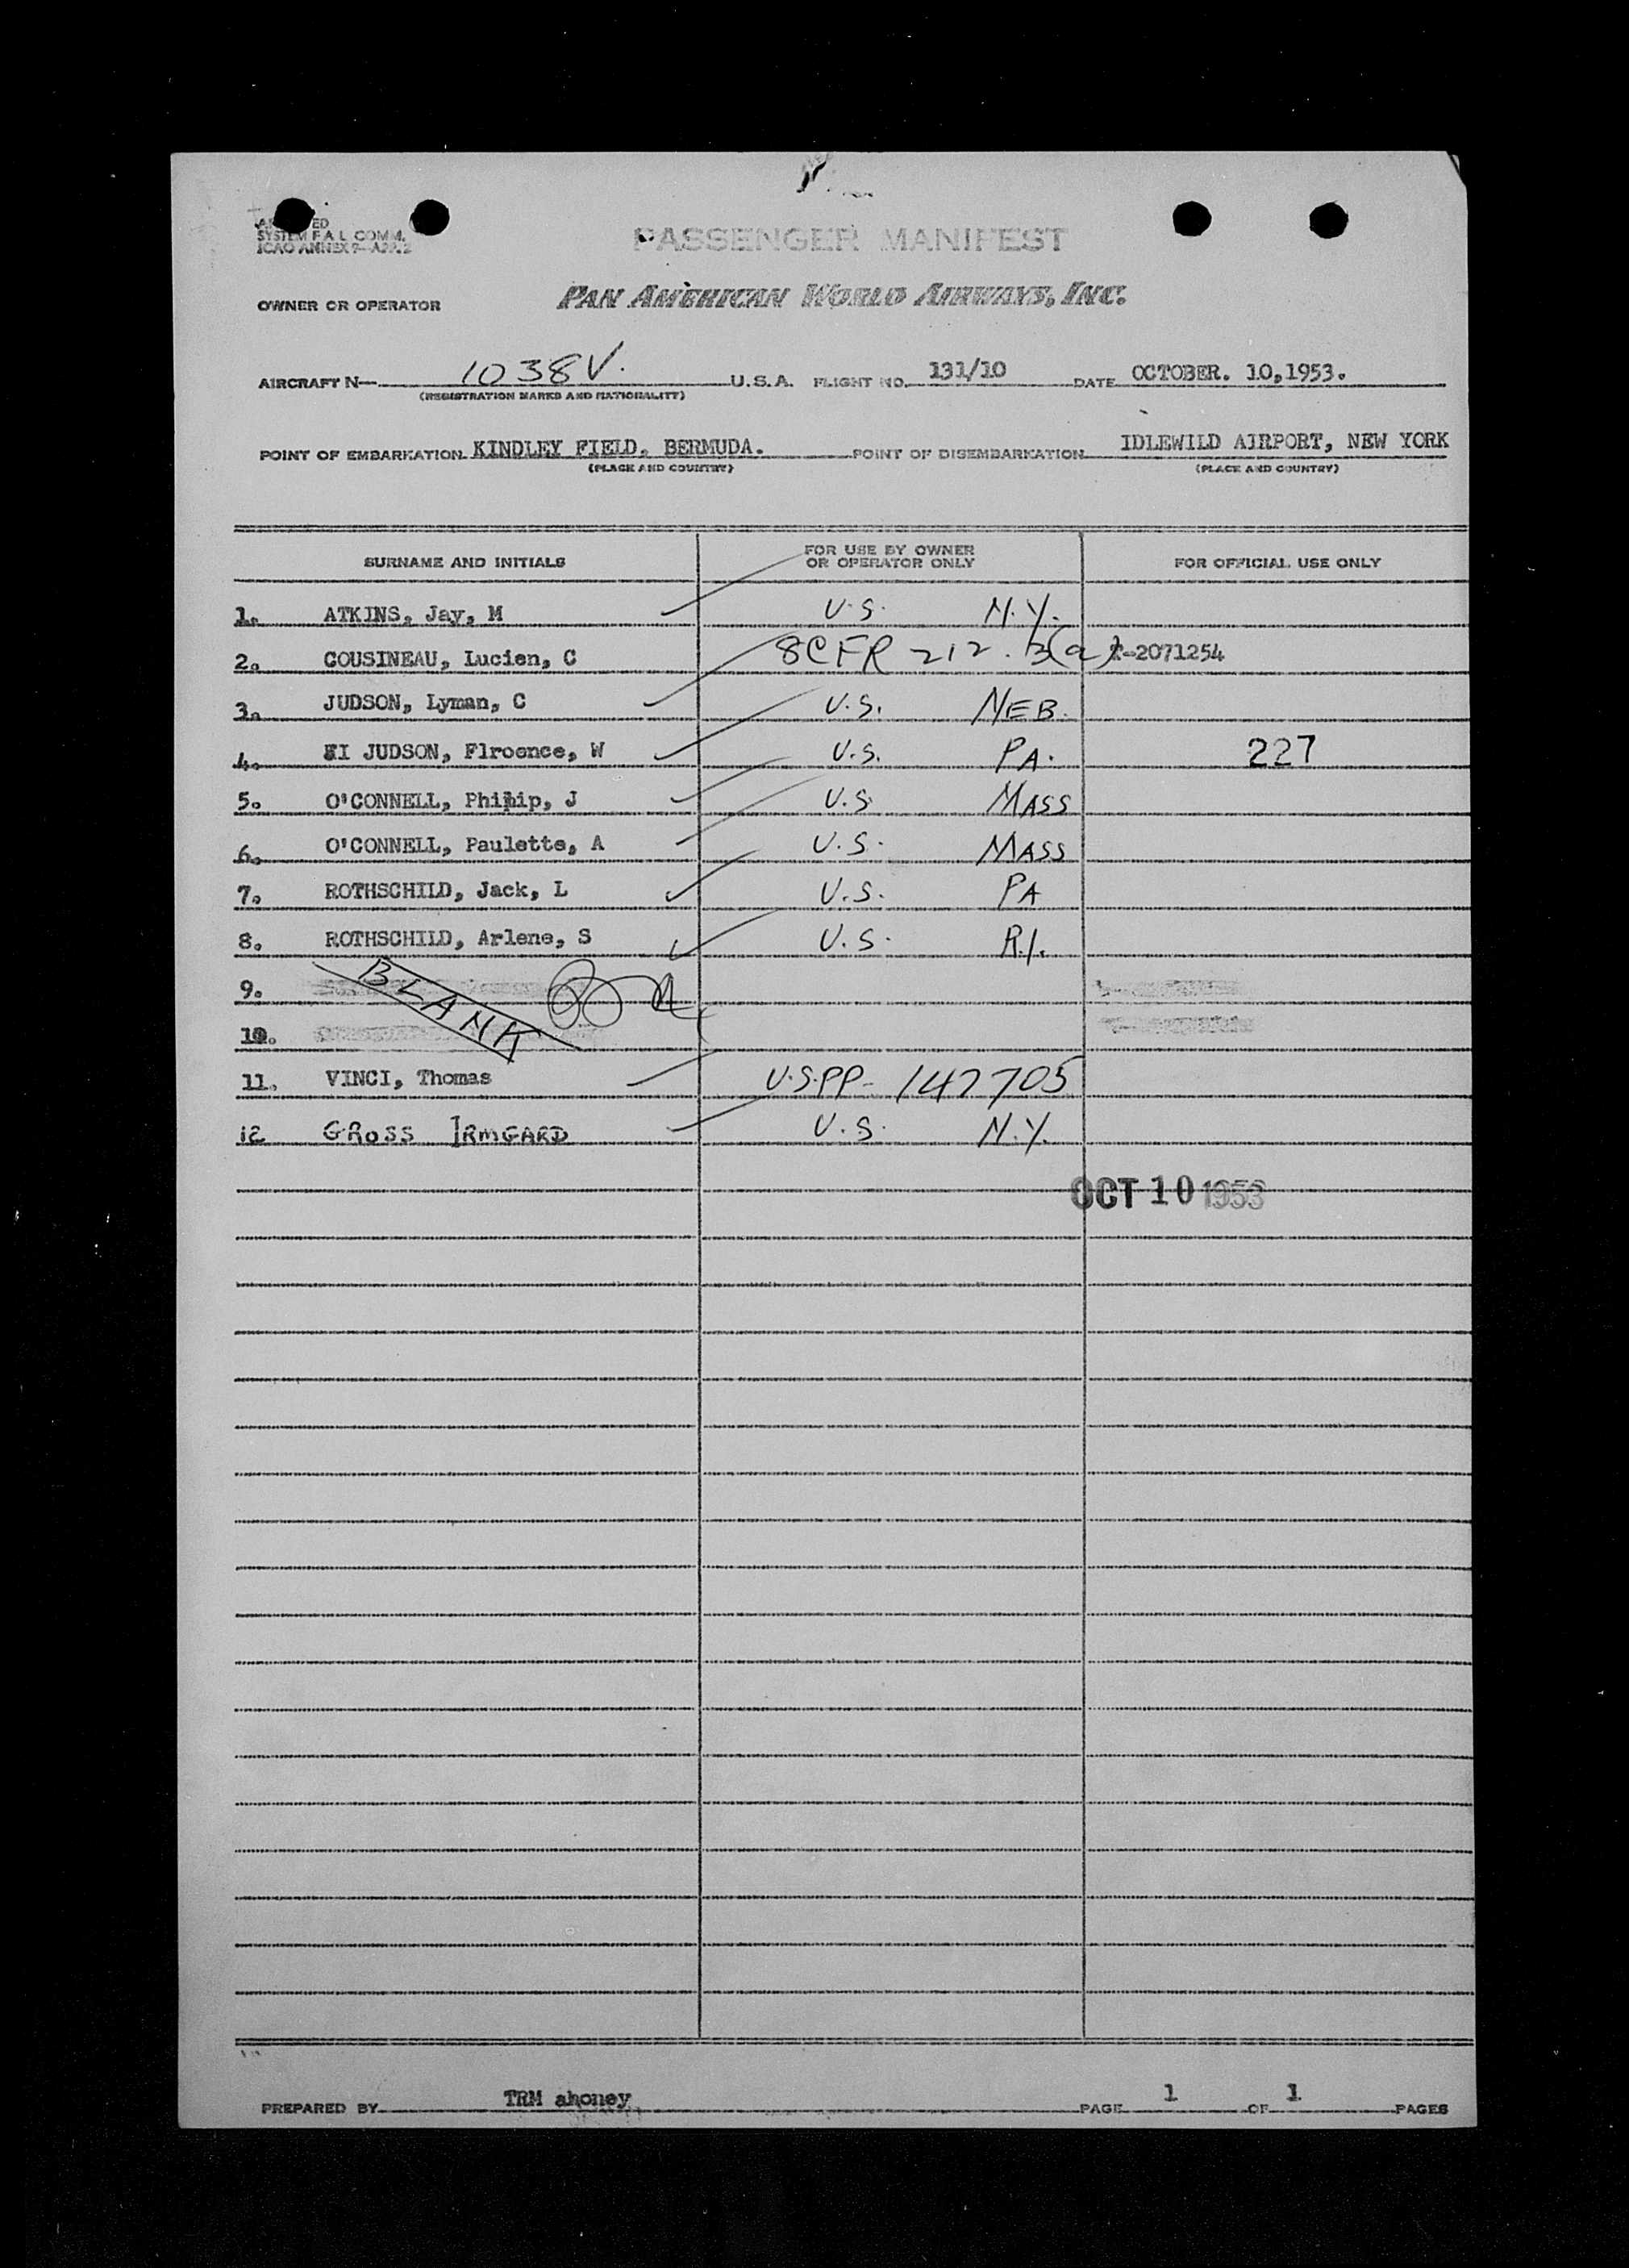 SYSTEM F A L COMM.
ICAO ANNEX 9
PASSENGER MANIFEST
OWNER OR OPERATOR PAN AMERICAN WORLD AIRWAYS, INC.
AIRCRAFT N— 1038V. U.S.A. FLIGHT NO. 131/10 DATE OCTOBER. 10,1953.
(REGISTRATION MARKS AND NATIONALITY)
POINT OF EMBARKATION KINDLEY FIELD. BERMUDA. POINT OF DISEMBARKATION IDLEWILD AIRPORT, NEW YORK
(PLACE AND COUNTRY) (PLACE AND COUNTRY)
SURNAME AND INITIALS FOR USE BY OWNER OR OPERATOR ONLY FOR OFFICIAL USE ONLY
1. ATKINS, Jay, M U.S. N.Y.
2. COUSINEAU, Lucien, C 8CFR 212.3(a) -2071254
3. JUDSON, Lyman, C U.S. NEB.
4. JUDSON, Flroence, W U.S. PA. 227
5. O'CONNELL, Philip, J U.S. MASS
6. O'CONNELL, Paulette, A U.S. MASS
7. ROTHSCHILD, Jack, L U.S. PA
8. ROTHSCHILD, Arlene, S U.S. R.I.
9. BLANK
10.
11. VINCI, Thomas U.S.PP- 147705
12 GROSS IRMGARD U.S. N.Y.
OCT 10 1953
PREPARED BY TRM ahoney PAGE 1 OF 1 PAGES